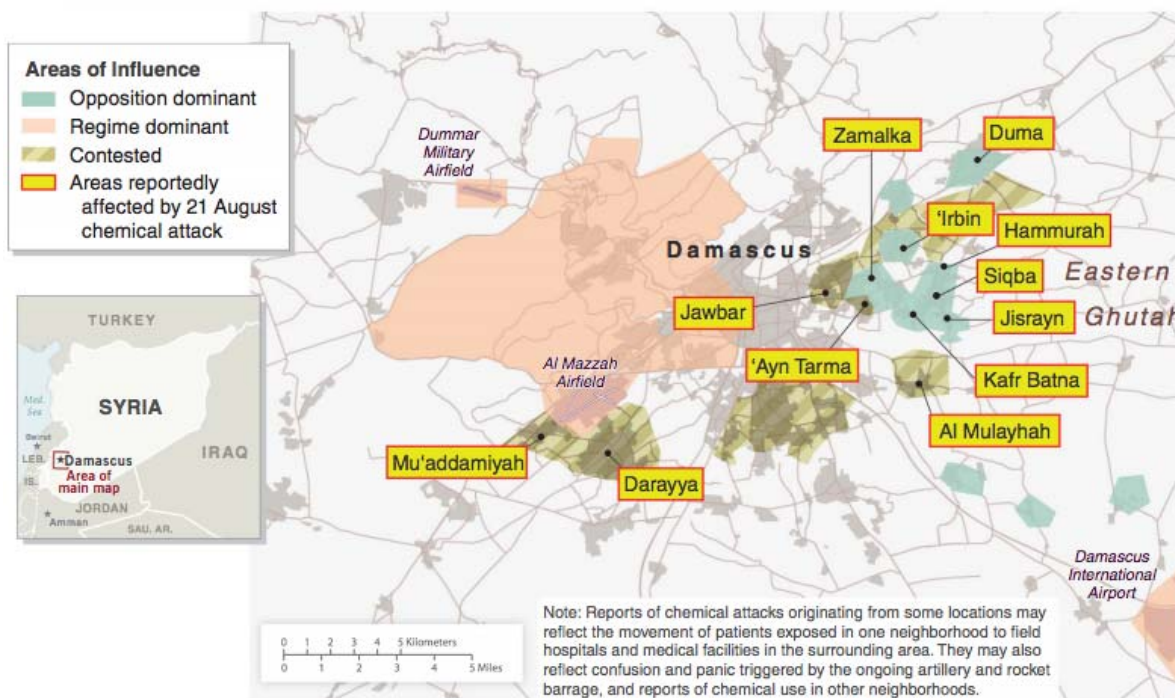 Areas of Influence
Opposition dominant
Regime dominant
Contested
Areas reportedly
affected by 21 August
chemical attack
Dummar
Military
Airfield
Zamalka
Duma
'Irbin
Hammurah
Damascus
Siqba
Eastern
Ghutah
Jawbar
Jisrayn
'Ayn Tarma
Kafr Batna
Al Mazzah
Airfield
Al Mulayhah
Mu'addamiyah
Darayya
TURKEY
Med.
Sea
SYRIA
Beirut
LEB.
Damascus
IRAQ
Area of
main map
IS.
JORDAN
Amman
SAU. AR.
Damascus
International
Airport
0 1 2 3 4 5 Kilometers
0 1 2 3 4 5 Miles
Note: Reports of chemical attacks originating from some locations may
reflect the movement of patients exposed in one neighborhood to field
hospitals and medical facilities in the surrounding area. They may also
reflect confusion and panic triggered by the ongoing artillery and rocket
barrage, and reports of chemical use in other neighborhoods.